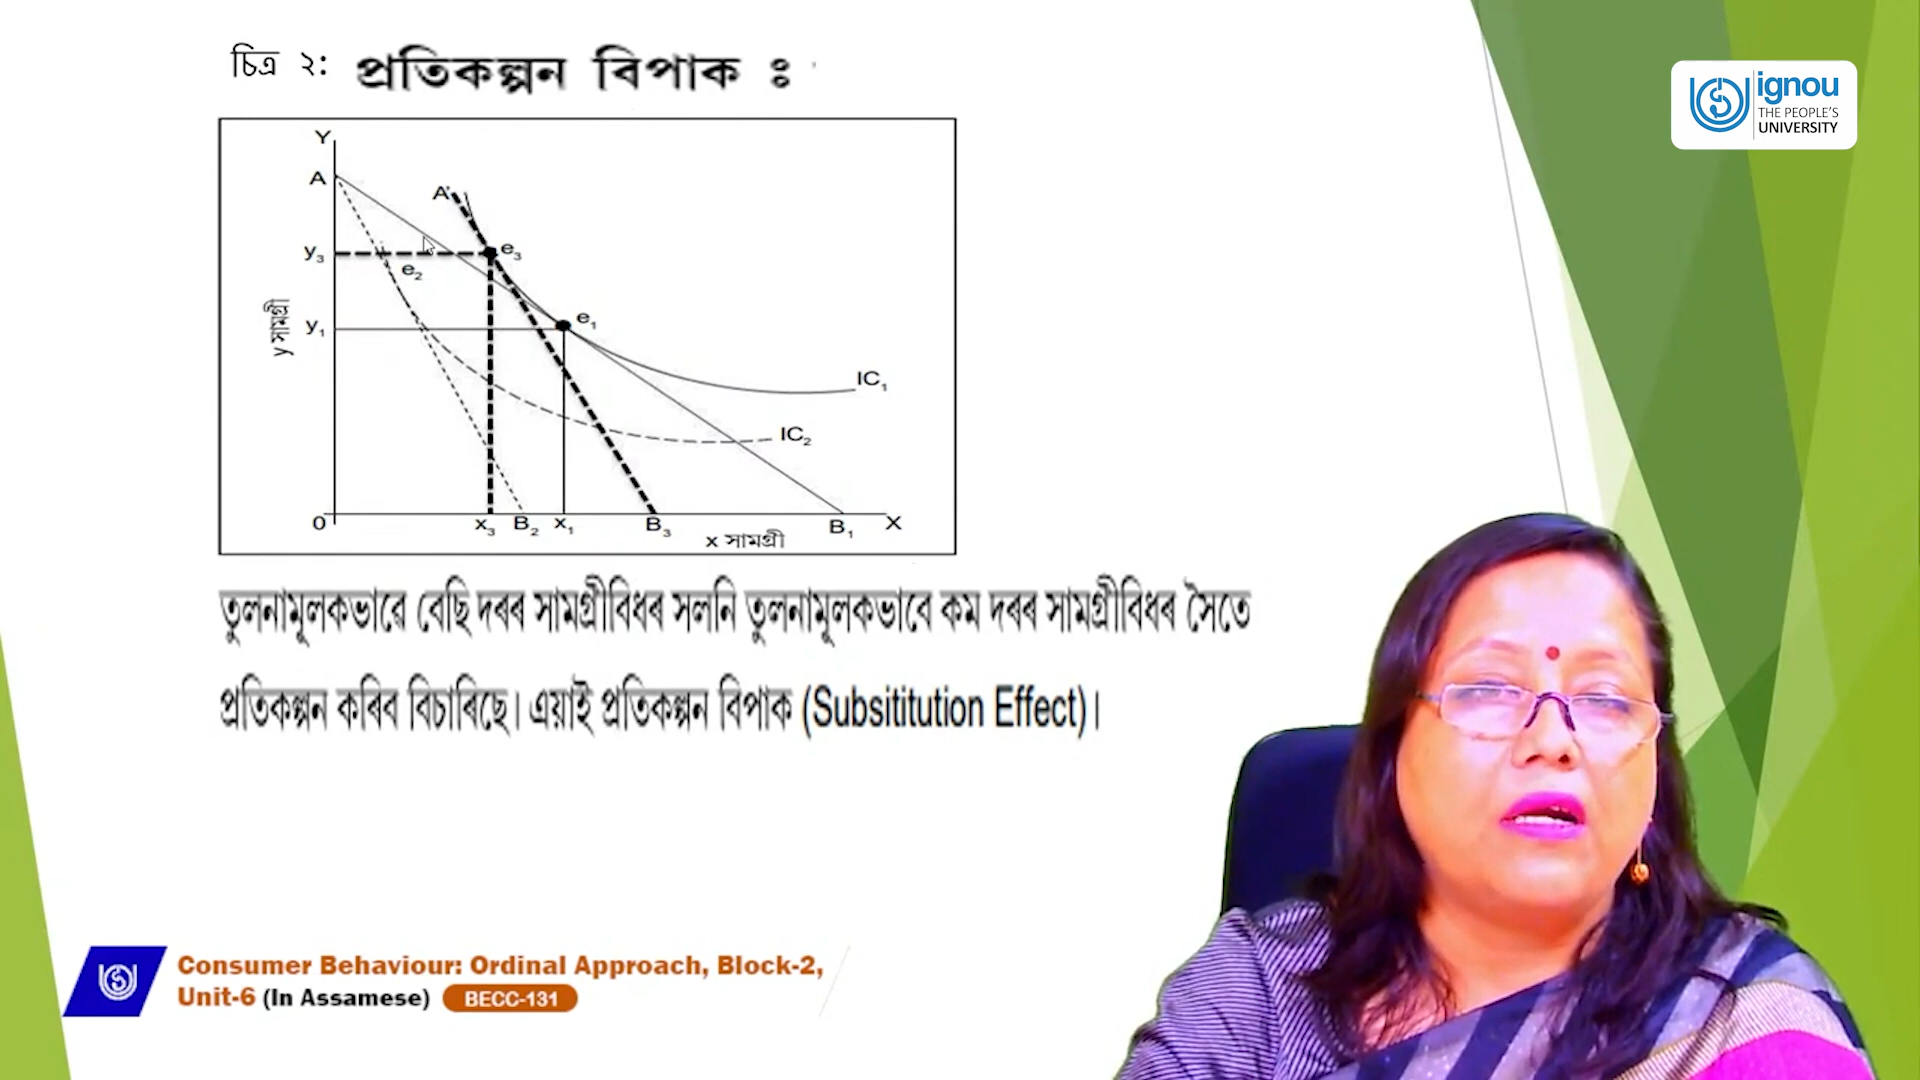 চিত্ৰ ২: প্ৰতিকল্পন বিপাক ঃ
ignou
THE PEOPLE'S
UNIVERSITY
Y
A
A'
y₃
e₃
e₂
y সামগ্ৰী
y₁
e₁
IC₁
IC₂
0
x₃ B₂ x₁ B₃ B₁ X
x সামগ্ৰী
তুলনামূলকভাৱে বেছি দৰৰ সামগ্ৰীবিধৰ সলনি তুলনামূলকভাবে কম দৰৰ সামগ্ৰীবিধৰ সৈতে
প্ৰতিকল্পন কৰিব বিচাৰিছে। এয়াই প্ৰতিকল্পন বিপাক (Subsititution Effect)।
Consumer Behaviour: Ordinal Approach, Block-2,
Unit-6 (In Assamese) BECC-131